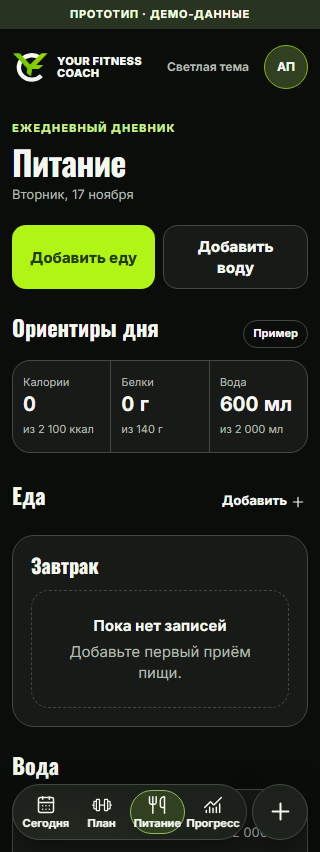 ПРОТОТИП · ДЕМО-ДАННЫЕ
YOUR FITNESS
COACH
Светлая тема
АП
ЕЖЕДНЕВНЫЙ ДНЕВНИК
Питание
Вторник, 17 ноября
Добавить еду
Добавить
воду
Ориентиры дня
Пример
Калории
0
из 2 100 ккал
Белки
0 г
из 140 г
Вода
600 мл
из 2 000 мл
Еда
Добавить +
Завтрак
Пока нет записей
Добавьте первый приём
пищи.
Вода
Сегодня
План
Питание
Прогресс